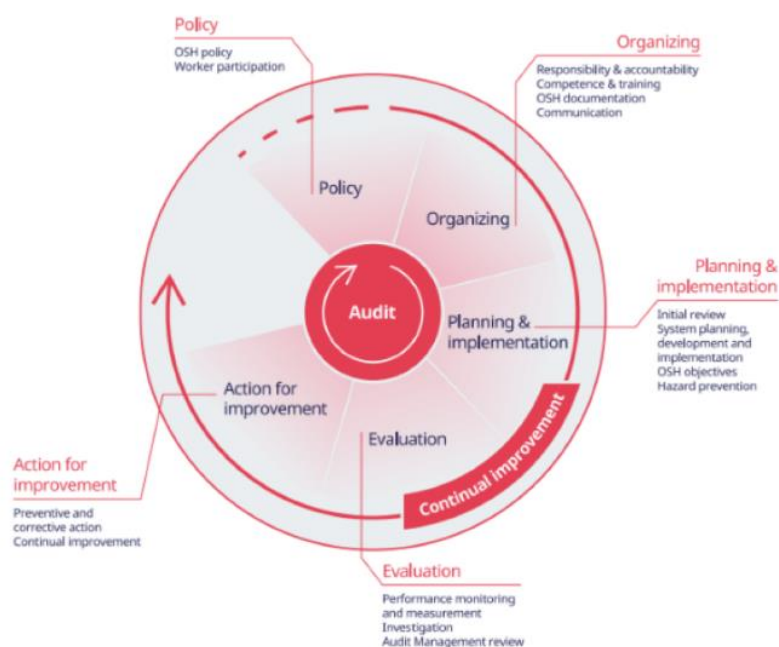 Policy
OSH policy
Worker participation
Organizing
Responsibility & accountability
Competence & training
OSH documentation
Communication
Policy
Organizing
Planning &
implementation
Initial review
System planning,
development and
implementation
OSH objectives
Hazard prevention
Audit
Planning &
implementation
Action for
improvement
Evaluation
Continual improvement
Action for
improvement
Preventive and
corrective action
Continual improvement
Evaluation
Performance monitoring
and measurement
Investigation
Audit Management review